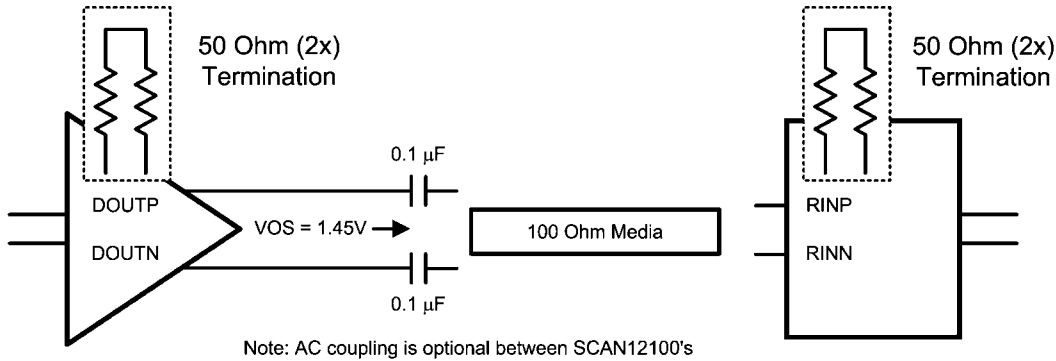 50 Ohm (2x)
Termination
50 Ohm (2x)
Termination
0.1 µF
DOUTP
VOS = 1.45V
DOUTN
100 Ohm Media
RINP
RINN
0.1 µF
Note: AC coupling is optional between SCAN12100's